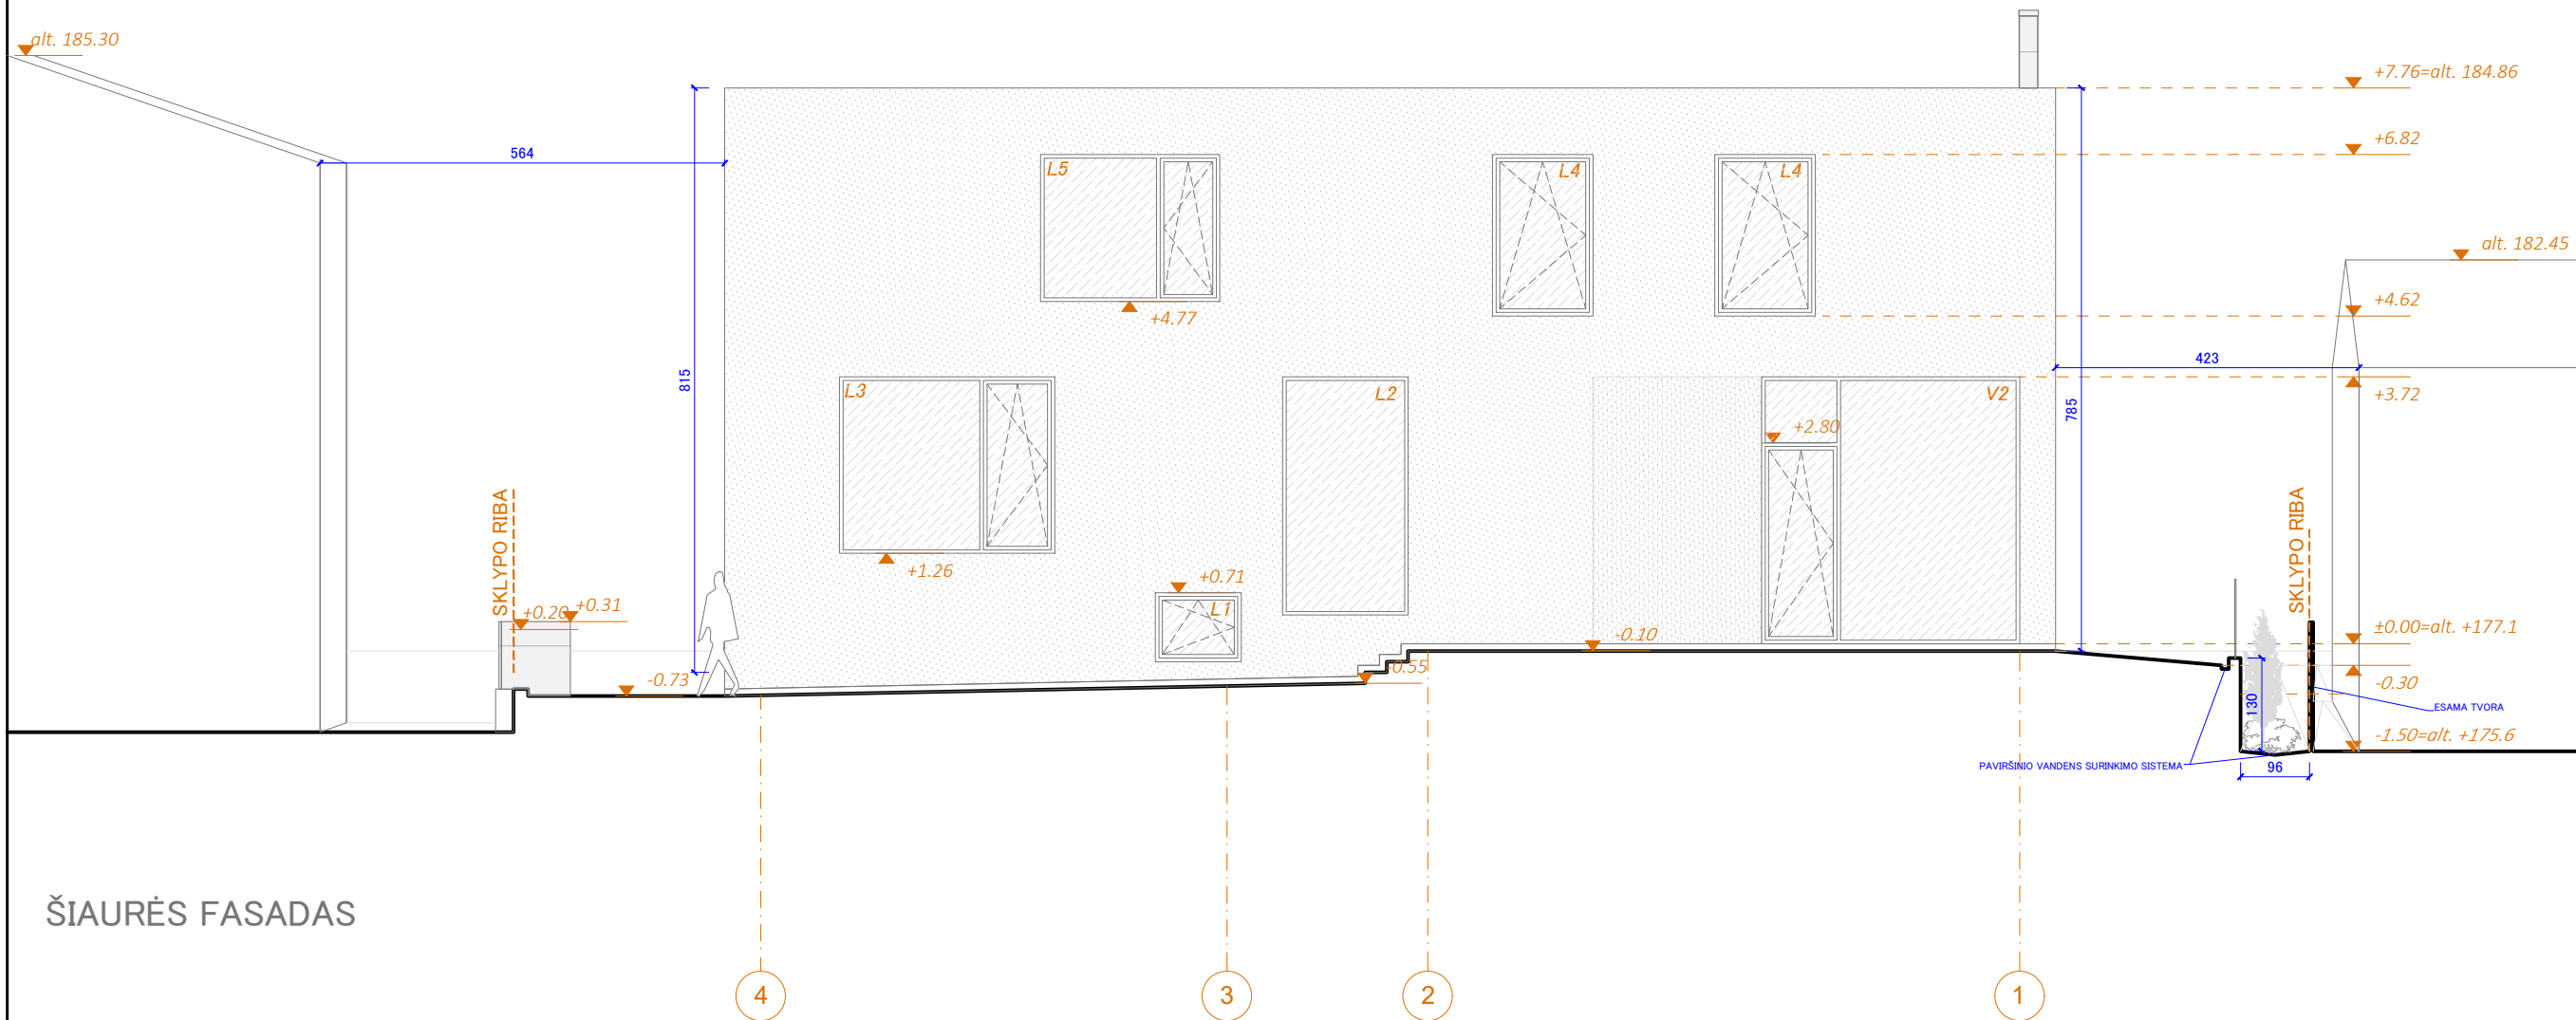 alt. 185.30
+7.76=alt. 184.86
+6.82
564
L5
L4
L4
alt. 182.45
+4.62
+4.77
423
815
785
L3
L2
V2
+3.72
+2.80
SKLYPO RIBA
SKLYPO RIBA
+1.26
+0.71
L1
+0.20
+0.31
-0.10
±0.00=alt. +177.1
-0.73
-0.55
-0.30
130
ESAMA TVORA
-1.50=alt. +175.6
PAVIRŠINIO VANDENS SURINKIMO SISTEMA
96
ŠIAURĖS FASADAS
4
3
2
1